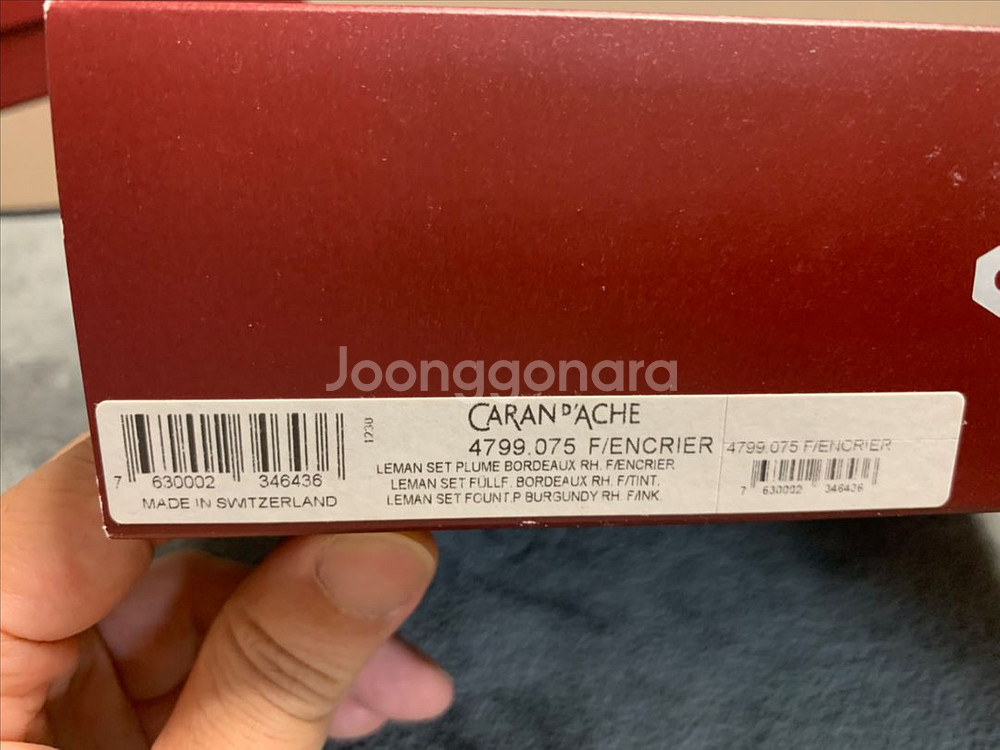 Joonggonara
CARAN D'ACHE
4799.075 F/ENCRIER
LEMAN SET PLUME BORDEAUX RH. F/ENCRIER
LEMAN SET FÜLLF. BORDEAUX RH. F/TINT.
LEMAN SET FOUNT.P BURGUNDY RH. F/INK.
1230
7 630002 346436
MADE IN SWITZERLAND
4799.075 F/ENCRIER
7 630002 346436